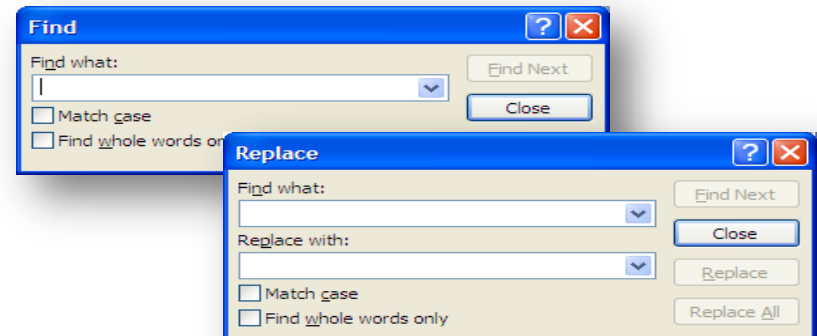 Find
Find what:
Find Next
Close
Match case
Find whole words or
Replace
Find what:
Find Next
Close
Replace with:
Replace
Match case
Replace All
Find whole words only